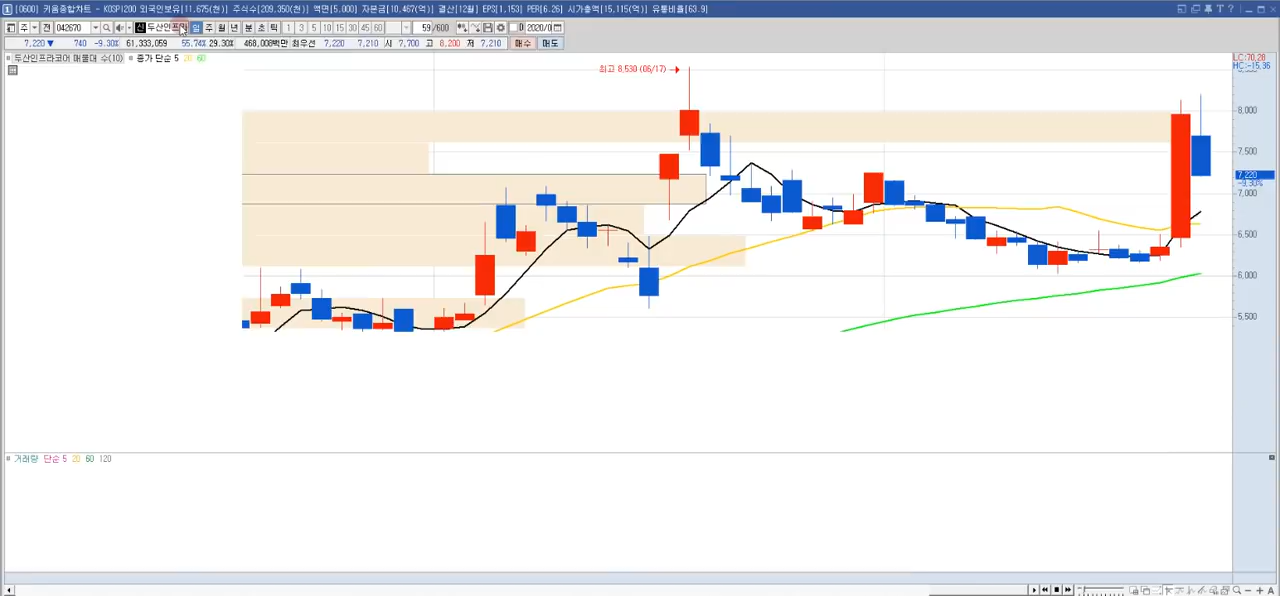 [0600] 키움종합차트 - KOSPI200 외국인보유[11.675(천)] 주식수[209,350(천)] 액면[5,000] 자본금[10,467(억)] 결산[12월] EPS[1,153] PER[6.26] 시가총액[15,115(억)] 유통비율[63.9]
주 전 042670 신 두산인프라 일 주 월 년 분 초 틱 1 3 5 10 15 30 45 60 59 /600 2020/0
7,220 ▼ 740 -9.30% 61,333,059 55.74% 29.30% 468,008백만 최우선 7,220 7,210 시 7,700 고 8,200 저 7,210 매수 매도
두산인프라코어 매물대 수(10) 종가 단순 5 20 60
LC:70.28
HC:-15.36
최고 8,530 (06/17) →
8,000
7,500
7,220
-9.30%
7,000
6,500
6,000
5,500
거래량 단순 5 20 60 120